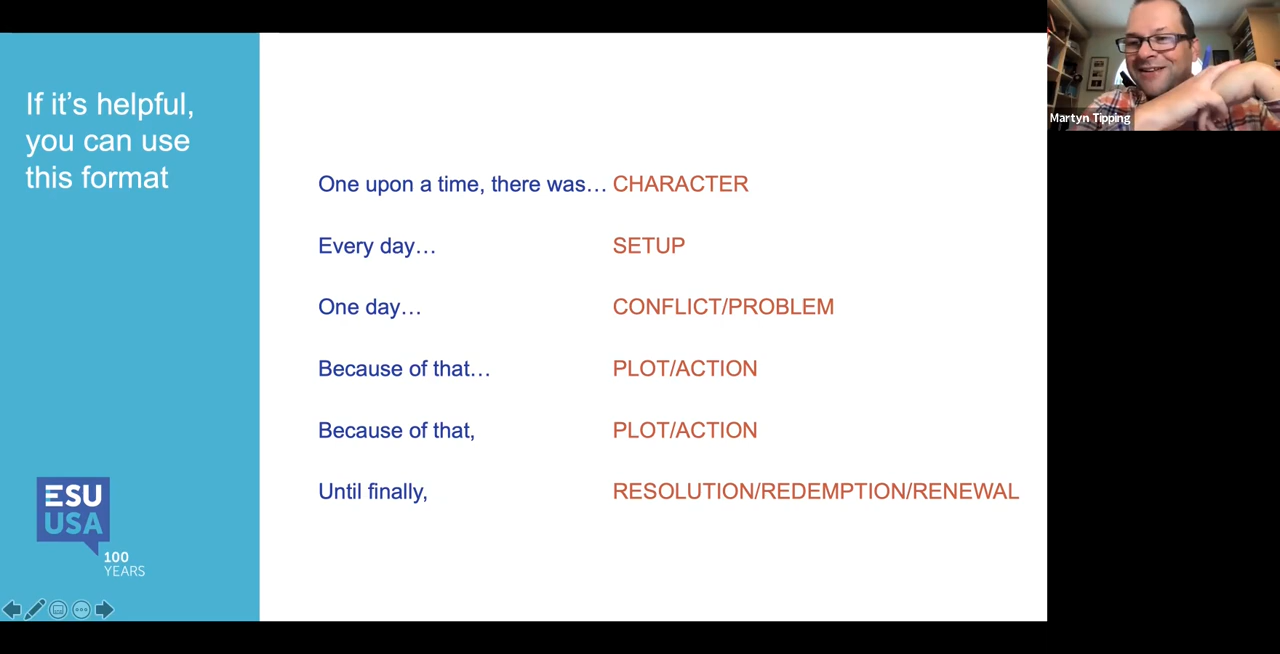 If it's helpful,
you can use
this format
One upon a time, there was… CHARACTER
Every day… SETUP
One day… CONFLICT/PROBLEM
Because of that… PLOT/ACTION
Because of that, PLOT/ACTION
Until finally, RESOLUTION/REDEMPTION/RENEWAL
ESU
USA
100
YEARS
Martyn Tipping